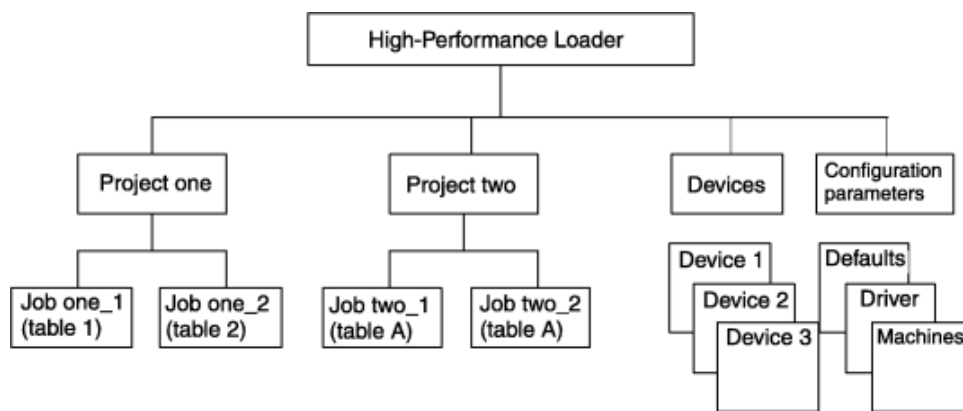 High-Performance Loader
Project one
Project two
Devices
Configuration
parameters
Job one_1
(table 1)
Job one_2
(table 2)
Job two_1
(table A)
Job two_2
(table A)
Device 1
Device 2
Device 3
Defaults
Driver
Machines